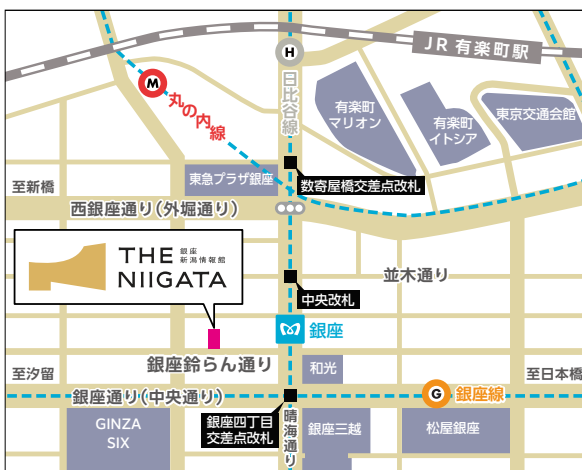 JR 有楽町駅
H
日比谷線
M
丸の内線
有楽町
マリオン
有楽町
イトシア
東京交通会館
東急プラザ銀座
数寄屋橋交差点改札
至新橋
西銀座通り(外堀通り)
THE
銀座
新潟情報館
NIIGATA
並木通り
中央改札
銀座
銀座鈴らん通り
和光
至汐留
至日本橋
銀座通り(中央通り)
G
銀座線
GINZA
SIX
銀座四丁目
交差点改札
晴海通り
銀座三越
松屋銀座